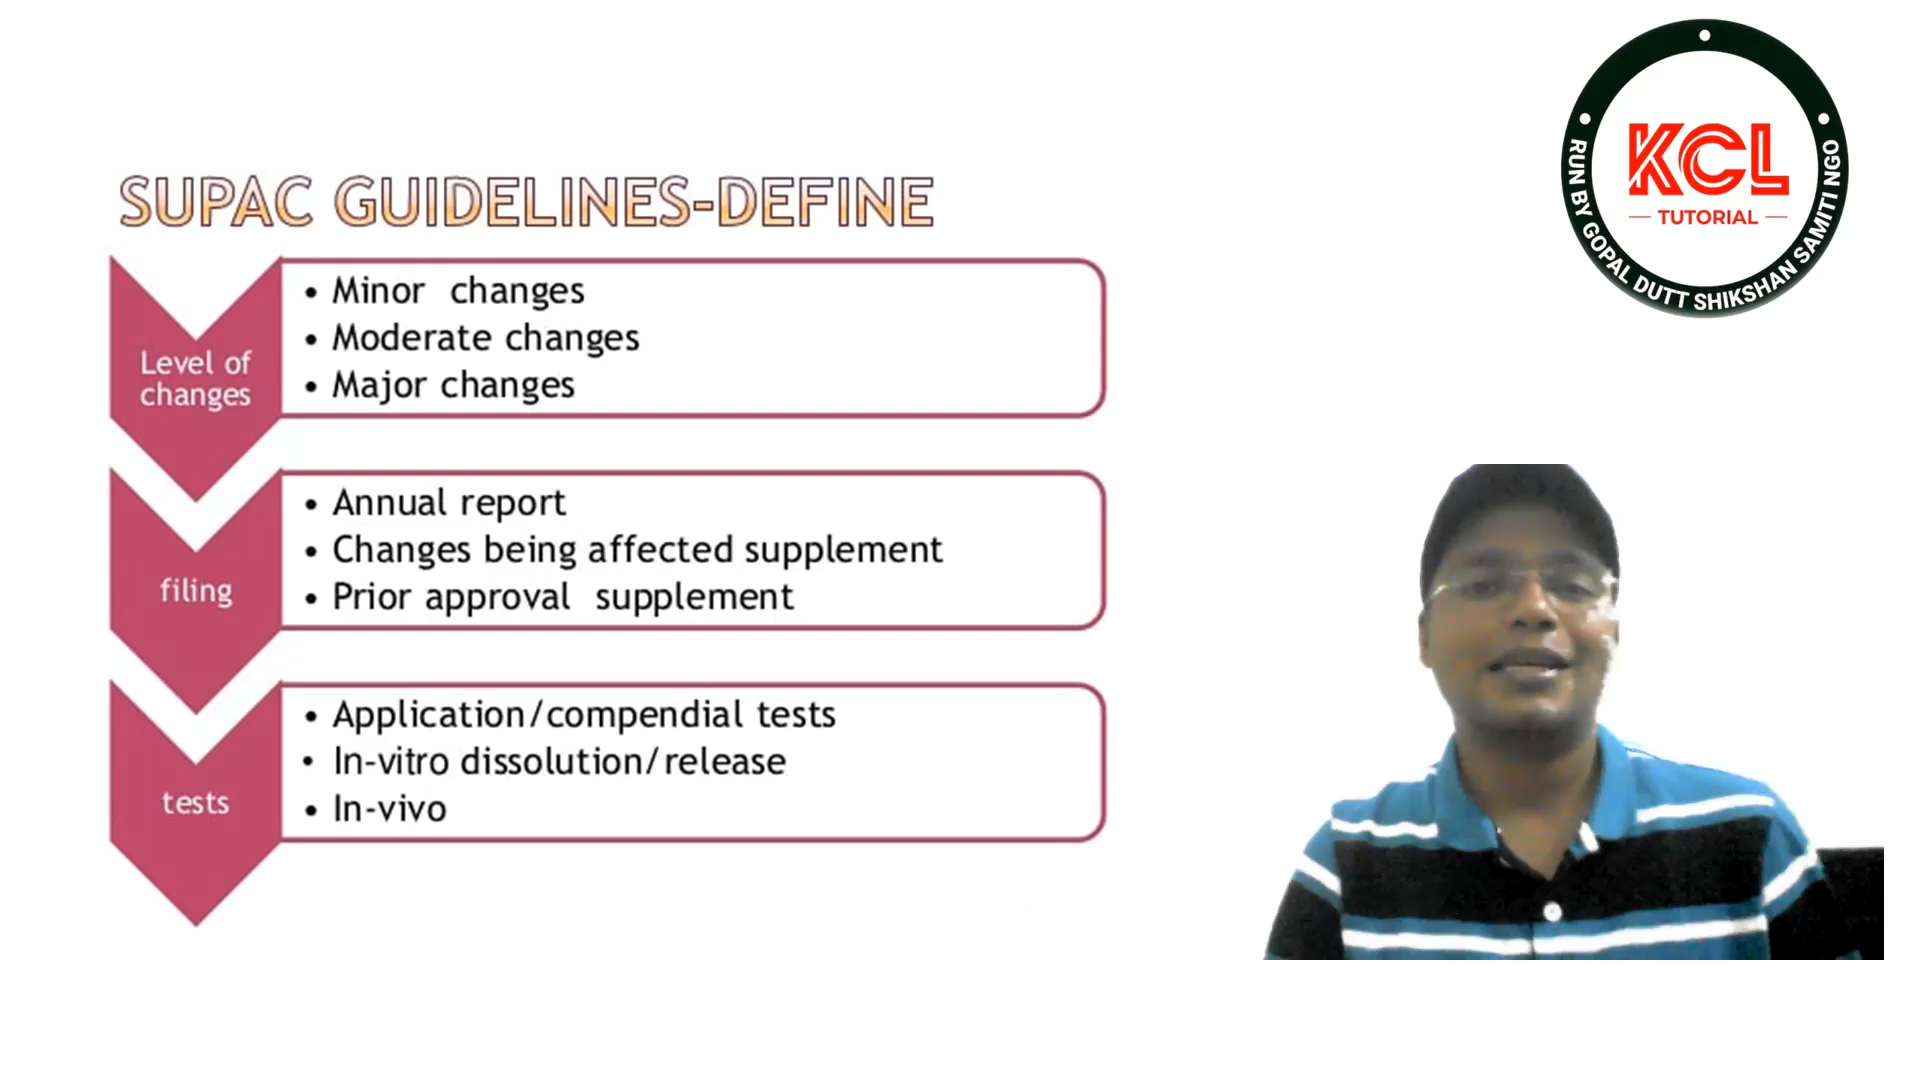 SUPAC GUIDELINES-DEFINE
Level of
changes
• Minor changes
• Moderate changes
• Major changes
filing
• Annual report
• Changes being affected supplement
• Prior approval supplement
tests
• Application/compendial tests
• In-vitro dissolution/release
• In-vivo
KCL
TUTORIAL
RUN BY GOPAL DUTT SHIKSHAN SAMITI NGO